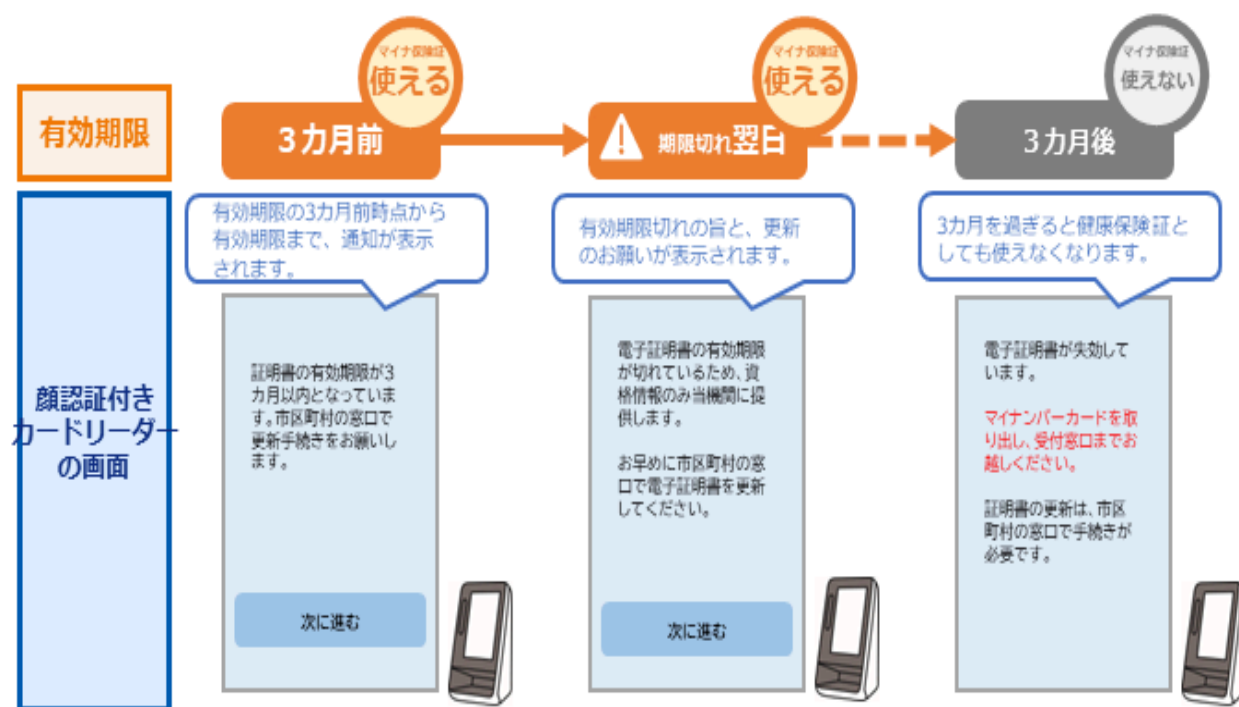 有効期限
マイナ保険証
使える
3カ月前
マイナ保険証
使える
期限切れ翌日
マイナ保険証
使えない
3カ月後
顔認証付き
カードリーダー
の画面
有効期限の3カ月前時点から
有効期限まで、通知が表示
されます。
証明書の有効期限が3
カ月以内となっていま
す。市区町村の窓口で
更新手続きをお願いし
ます。
次に進む
有効期限切れの旨と、更新
のお願いが表示されます。
電子証明書の有効期限
が切れているため、資
格情報のみ当機関に提
供します。
お早めに市区町村の窓
口で電子証明書を更新
してください。
次に進む
3カ月を過ぎると健康保険証と
しても使えなくなります。
電子証明書が失効して
います。
マイナンバーカードを取
り出し、受付窓口までお
越しください。
証明書の更新は、市区
町村の窓口で手続きが
必要です。